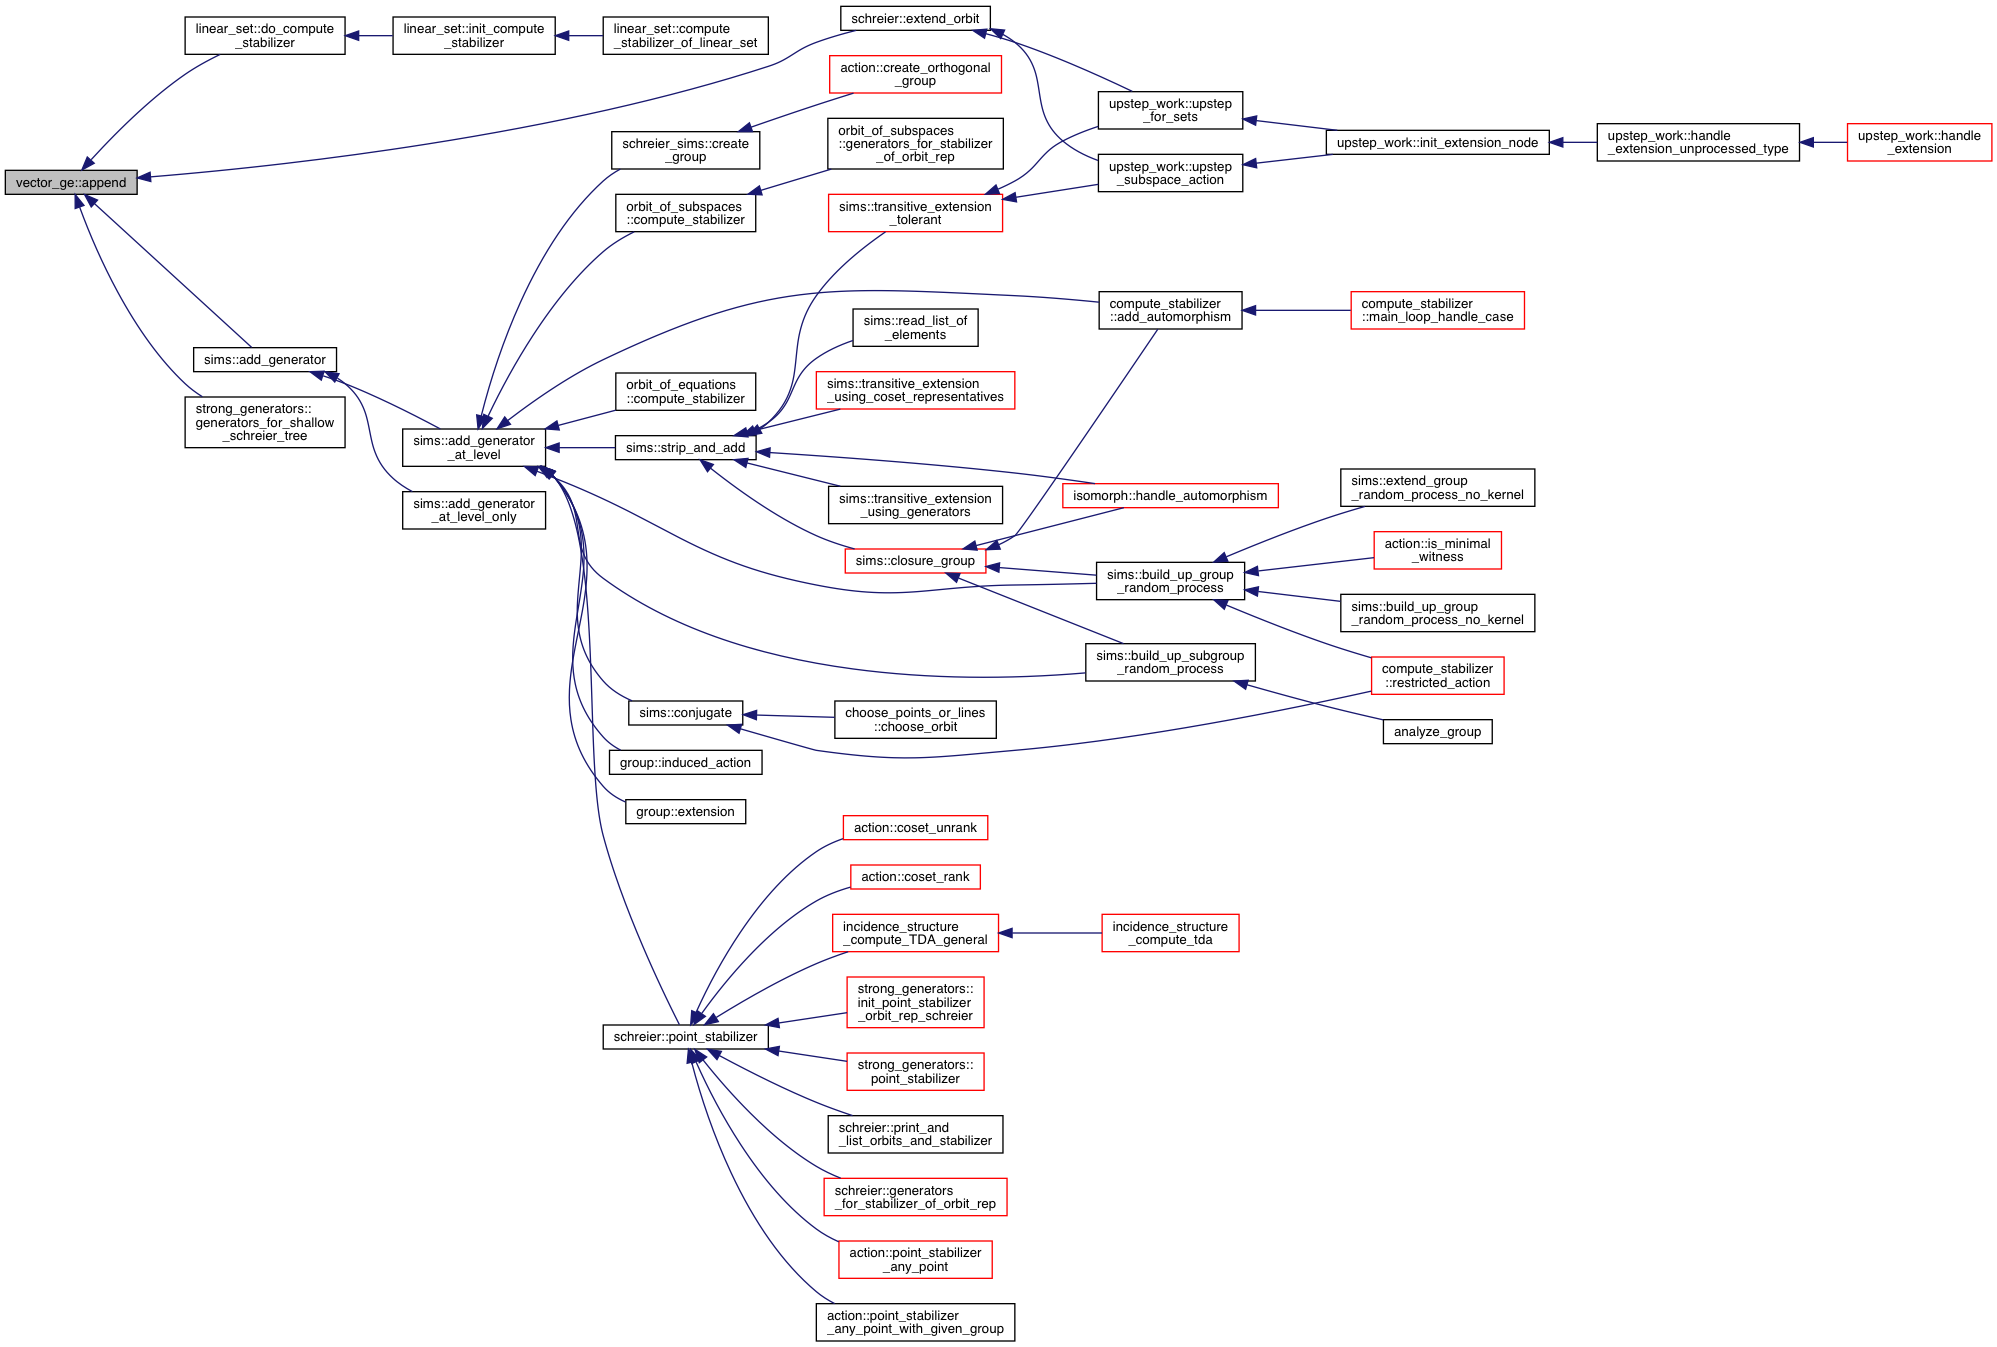 vector_ge::append
linear_set::do_compute
_stabilizer
linear_set::init_compute
_stabilizer
linear_set::compute
_stabilizer_of_linear_set
schreier::extend_orbit
action::create_orthogonal
_group
schreier_sims::create
_group
orbit_of_subspaces
::generators_for_stabilizer
_of_orbit_rep
orbit_of_subspaces
::compute_stabilizer
sims::transitive_extension
_tolerant
upstep_work::upstep
_for_sets
upstep_work::upstep
_subspace_action
upstep_work::init_extension_node
upstep_work::handle
_extension_unprocessed_type
upstep_work::handle
_extension
compute_stabilizer
::add_automorphism
compute_stabilizer
::main_loop_handle_case
sims::read_list_of
_elements
sims::add_generator
strong_generators::
generators_for_shallow
_schreier_tree
orbit_of_equations
::compute_stabilizer
sims::transitive_extension
_using_coset_representatives
sims::add_generator
_at_level
sims::strip_and_add
sims::add_generator
_at_level_only
sims::transitive_extension
_using_generators
isomorph::handle_automorphism
sims::closure_group
sims::extend_group
_random_process_no_kernel
action::is_minimal
_witness
sims::build_up_group
_random_process
sims::build_up_group
_random_process_no_kernel
sims::build_up_subgroup
_random_process
compute_stabilizer
::restricted_action
analyze_group
sims::conjugate
choose_points_or_lines
::choose_orbit
group::induced_action
group::extension
action::coset_unrank
action::coset_rank
incidence_structure
_compute_TDA_general
incidence_structure
_compute_tda
strong_generators::
init_point_stabilizer
_orbit_rep_schreier
schreier::point_stabilizer
strong_generators::
point_stabilizer
schreier::print_and
_list_orbits_and_stabilizer
schreier::generators
_for_stabilizer_of_orbit_rep
action::point_stabilizer
_any_point
action::point_stabilizer
_any_point_with_given_group